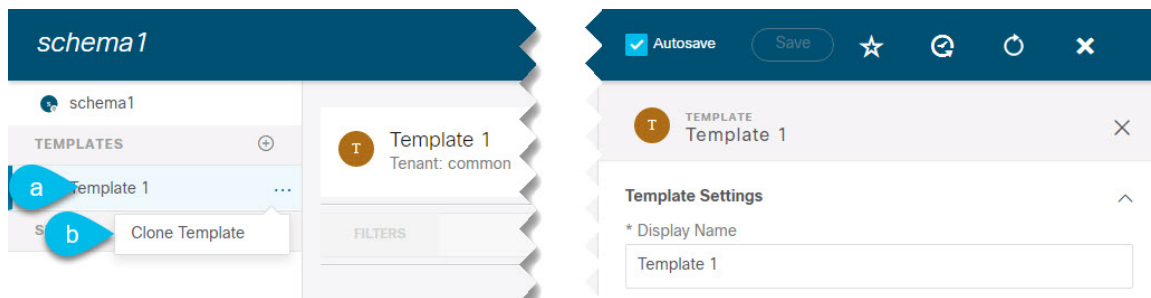 schema1
schema1
TEMPLATES
a
Template 1
...
S
b
Clone Template
T
Template 1
Tenant: common
FILTERS
Autosave
Save
T
TEMPLATE
Template 1
Template Settings
* Display Name
Template 1